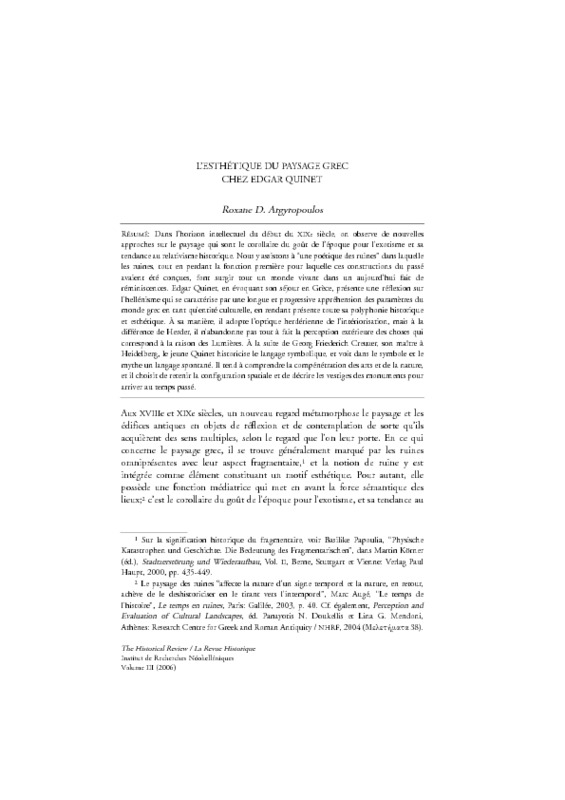 L'ESTHÉTIQUE DU PAYSAGE GREC
CHEZ EDGAR QUINET
Roxane D. Argyropoulos
RÉSUMÉ: Dans l'horizon intellectuel du début du XIXe siècle, on observe de nouvelles
approches sur le paysage qui sont le corollaire du goût de l'époque pour l'exotisme et sa
tendance au relativisme historique. Nous y assistons à "une poétique des ruines" dans laquelle
les ruines, tout en perdant la fonction première pour laquelle ces constructions du passé
avaient été conçues, font surgir tout un monde vivant dans un aujourd'hui fait de
réminiscences. Edgar Quinet, en évoquant son séjour en Grèce, présente une réflexion sur
l'hellénisme qui se caractérise par une longue et progressive appréhension des paramètres du
monde grec en tant qu'entité culturelle, en rendant présente toute sa polyphonie historique
et esthétique. À sa manière, il adopte l'optique herdérienne de l'intériorisation, mais à la
différence de Herder, il n'abandonne pas tout à fait la perception extérieure des choses qui
correspond à la raison des Lumières. À la suite de Georg Friederich Creuzer, son maître à
Heidelberg, le jeune Quinet historicise le langage symbolique, et voit dans le symbole et le
mythe un langage spontané. Il tend à comprendre la compénétration des arts et de la nature,
et il choisit de retenir la configuration spatiale et de décrire les vestiges des monuments pour
arriver au temps passé.
AUX XVIIIe et XIXe siècles, un nouveau regard métamorphose le paysage et les
édifices antiques en objets de réflexion et de contemplation de sorte qu'ils
acquièrent des sens multiples, selon le regard que l'on leur porte. En ce qui
concerne le paysage grec, il se trouve généralement marqué par les ruines
omniprésentes avec leur aspect fragmentaire,1 et la notion de ruine y est
intégrée comme élément constituant un motif esthétique. Pour autant, elle
possède une fonction médiatrice qui met en avant la force sémantique des
lieux;2 c'est le corollaire du goût de l'époque pour l'exotisme, et sa tendance au
1 Sur la signification historique du fragmentaire, voir Basilike Papoulia, "Physische
Katastrophen und Geschichte. Die Bedeutung des Fragmentarischen", dans Martin Körner
(éd.), Stadtzerstörung und Wiederaufbau, Vol. II, Berne, Stuttgart et Vienne: Verlag Paul
Haupt, 2000, pp. 435-449.
2 Le paysage des ruines "affecte la nature d'un signe temporel et la nature, en retour,
achève de le deshistoriciser en le tirant vers l'intemporel", Marc Augé, "Le temps de
l'histoire", Le temps en ruines, Paris: Galilée, 2003, p. 40. Cf. également, Perception and
Evaluation of Cultural Landscapes, éd. Panayotis N. Doukellis et Lina G. Mendoni,
Athènes: Research Centre for Greek and Roman Antiquity / NHRF, 2004 (Μελετήματα 38).
The Historical Review / La Revue Historique
Institut de Recherches Néohelléniques
Volume III (2006)